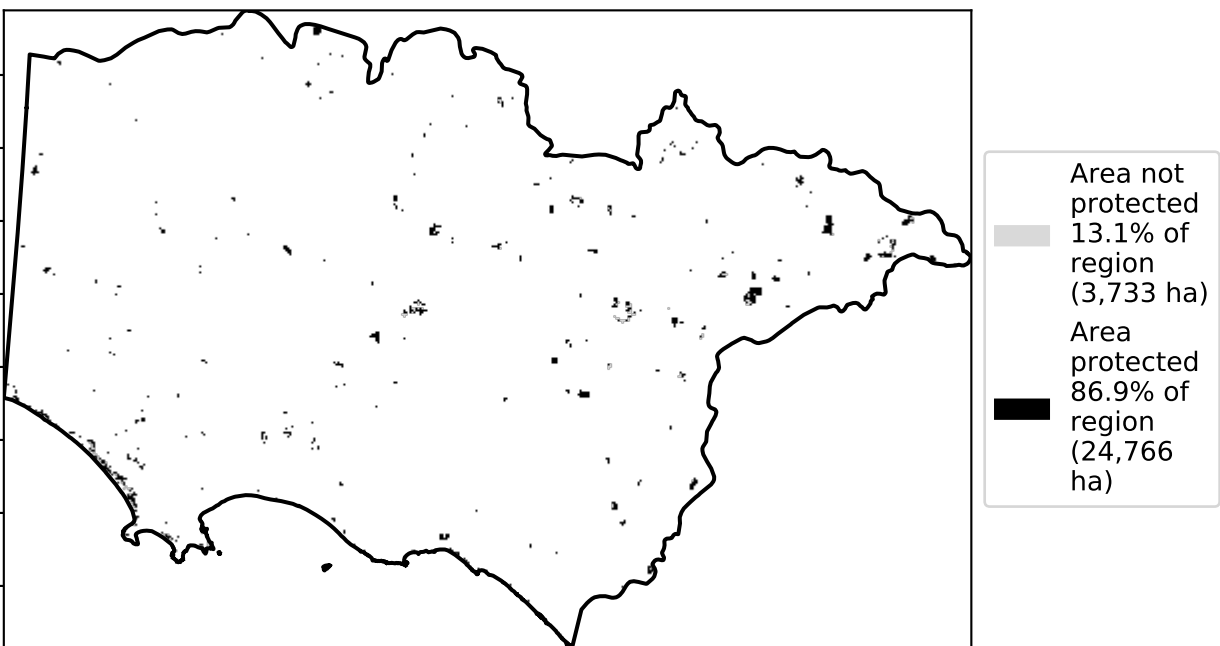 Area not
protected
13.1% of
region
(3,733 ha)
Area
protected
86.9% of
region
(24,766
ha)